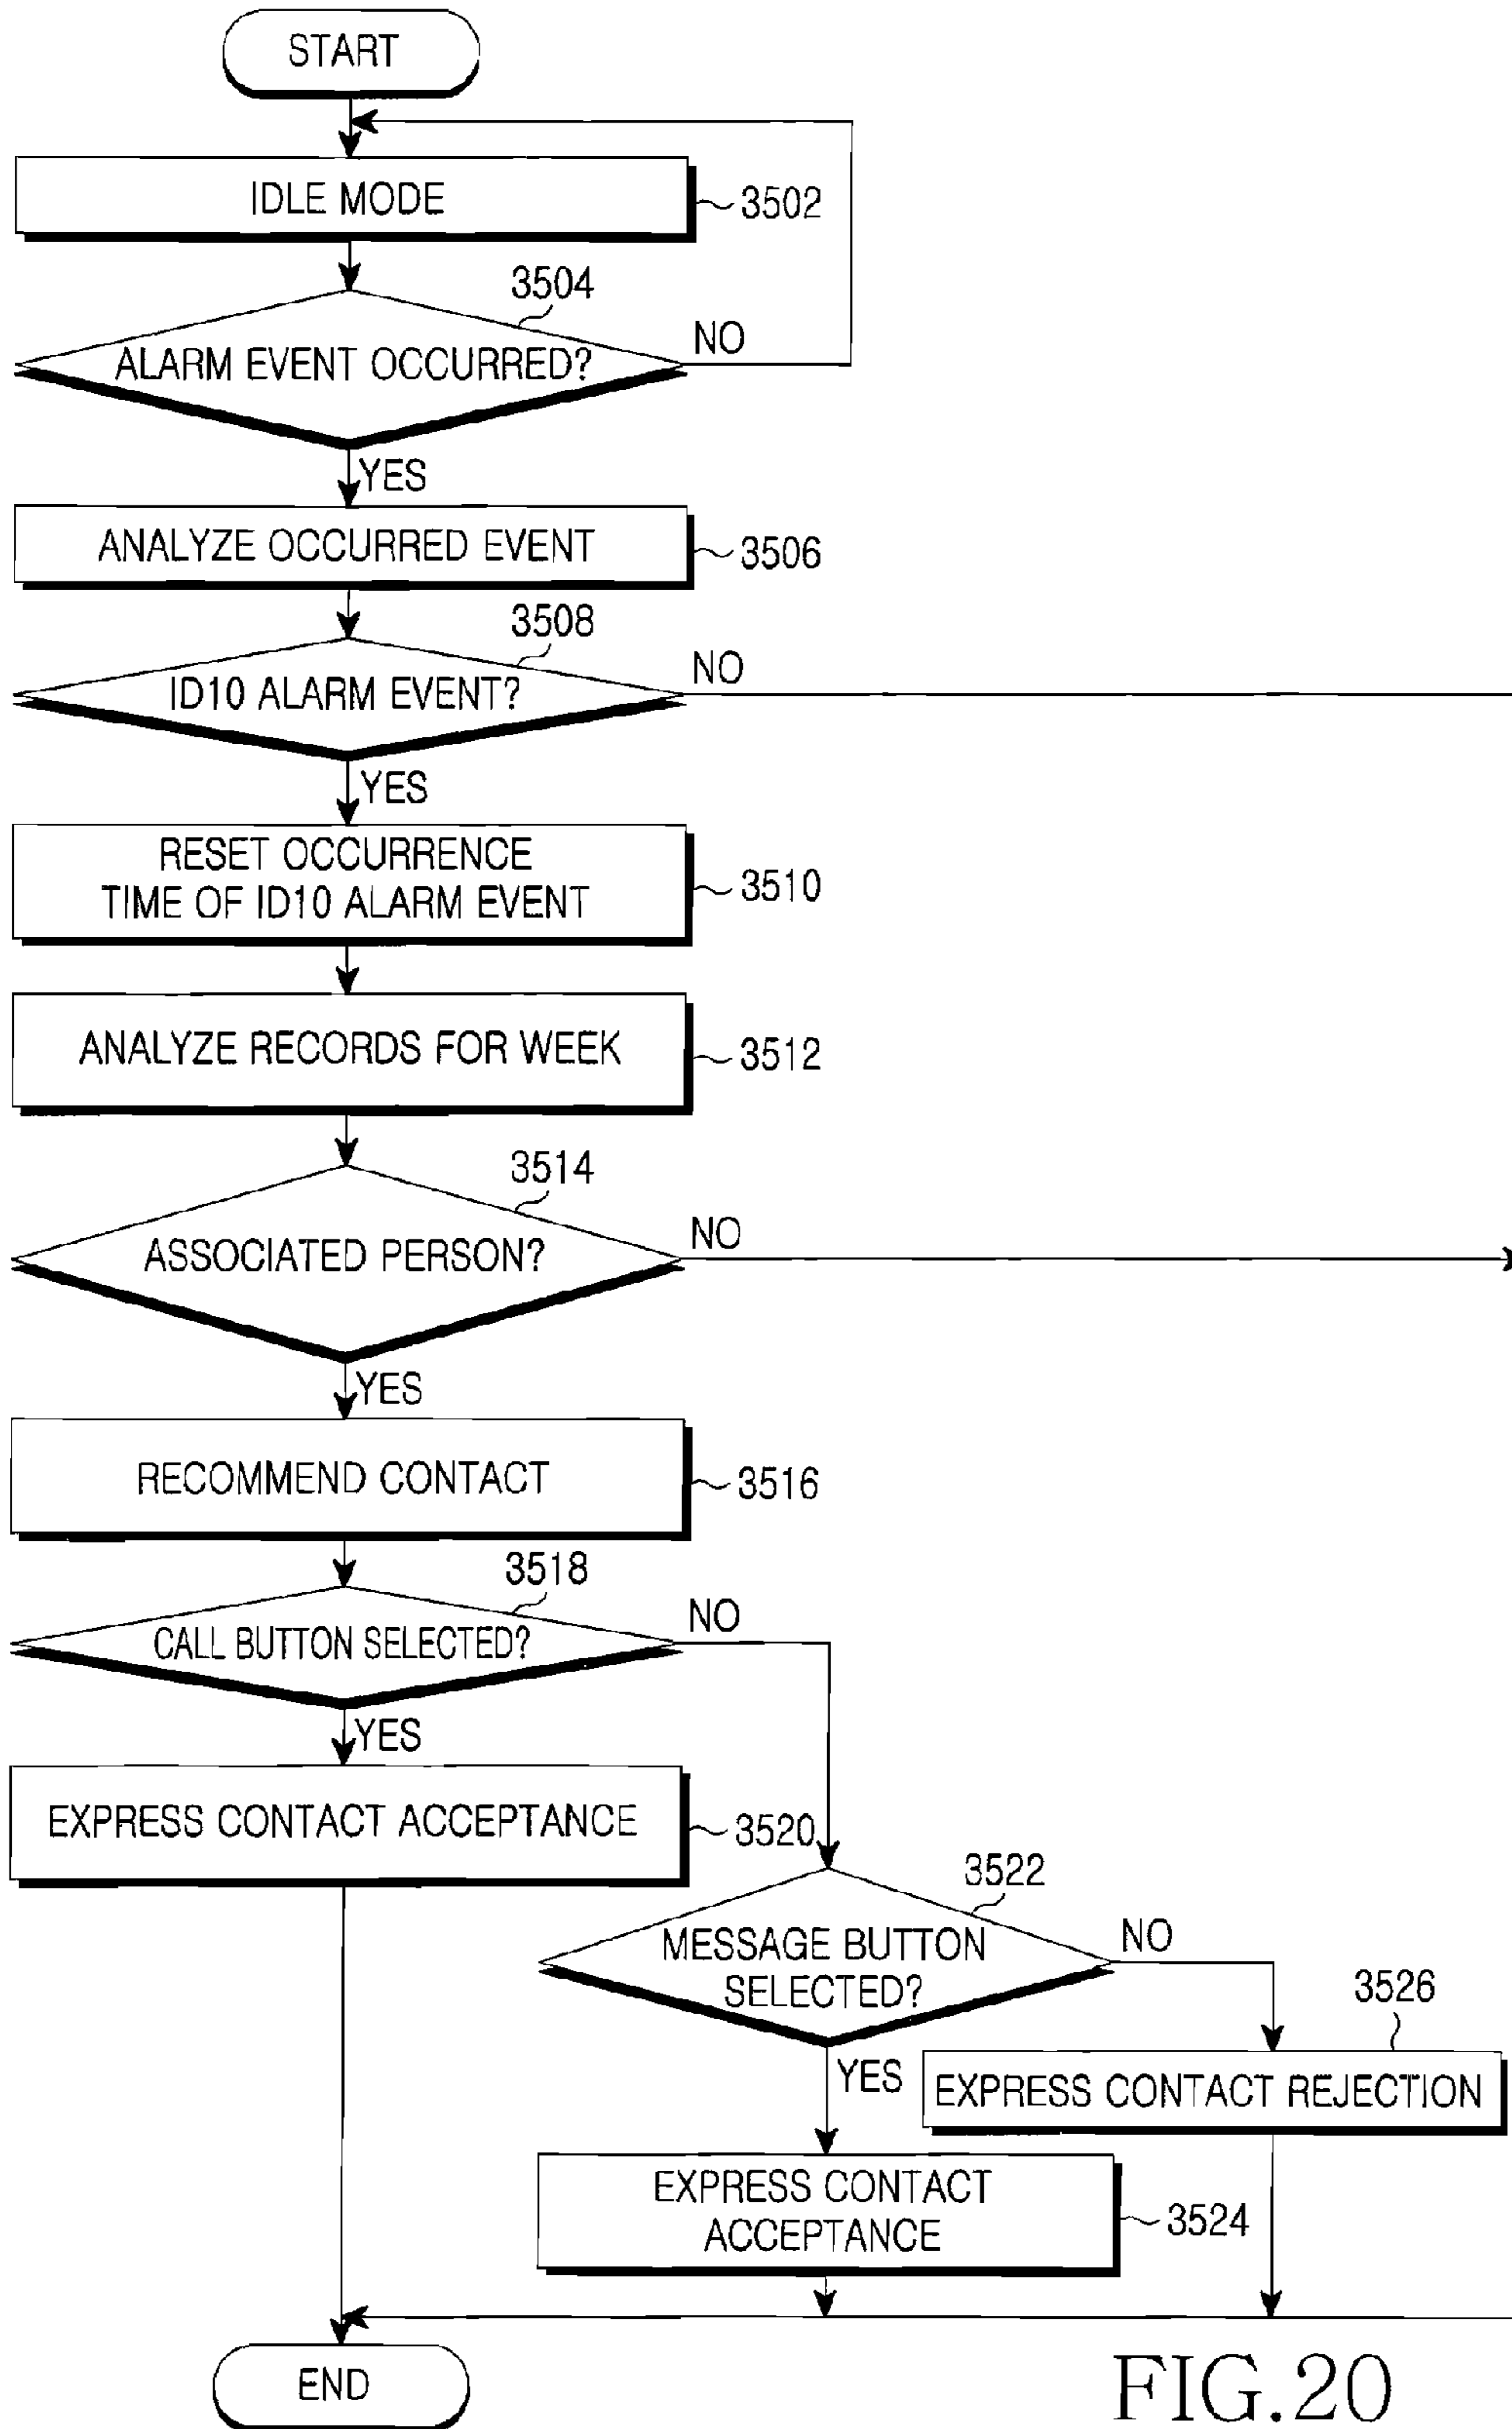 START
IDLE MODE
3502
3504
ALARM EVENT OCCURRED?
NO
YES
ANALYZE OCCURRED EVENT
3506
3508
ID10 ALARM EVENT?
NO
YES
RESET OCCURRENCE
TIME OF ID10 ALARM EVENT
3510
ANALYZE RECORDS FOR WEEK
3512
3514
ASSOCIATED PERSON?
NO
YES
RECOMMEND CONTACT
3516
3518
CALL BUTTON SELECTED?
NO
YES
EXPRESS CONTACT ACCEPTANCE
3520
3522
MESSAGE BUTTON
SELECTED?
NO
3526
YES
EXPRESS CONTACT REJECTION
EXPRESS CONTACT
ACCEPTANCE
3524
END
FIG.20